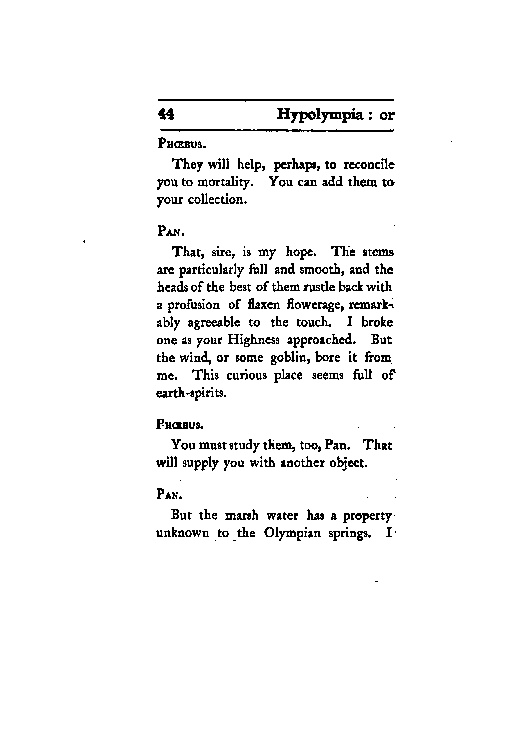 44 Hypolympia : or
PHŒBUS.
They will help, perhaps, to reconcile
you to mortality. You can add them to
your collection.
PAN.
That, sire, is my hope. The stems
are particularly full and smooth, and the
heads of the best of them rustle back with
a profusion of flaxen flowerage, remark-
ably agreeable to the touch. I broke
one as your Highness approached. But
the wind, or some goblin, bore it from
me. This curious place seems full of
earth-spirits.
PHŒBUS.
You must study them, too, Pan. That
will supply you with another object.
PAN.
But the marsh water has a property
unknown to the Olympian springs. I